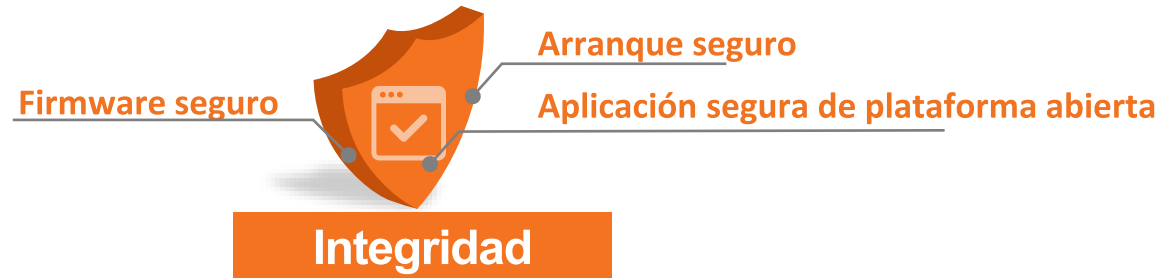 Arranque seguro
Firmware seguro
Aplicación segura de plataforma abierta
Integridad